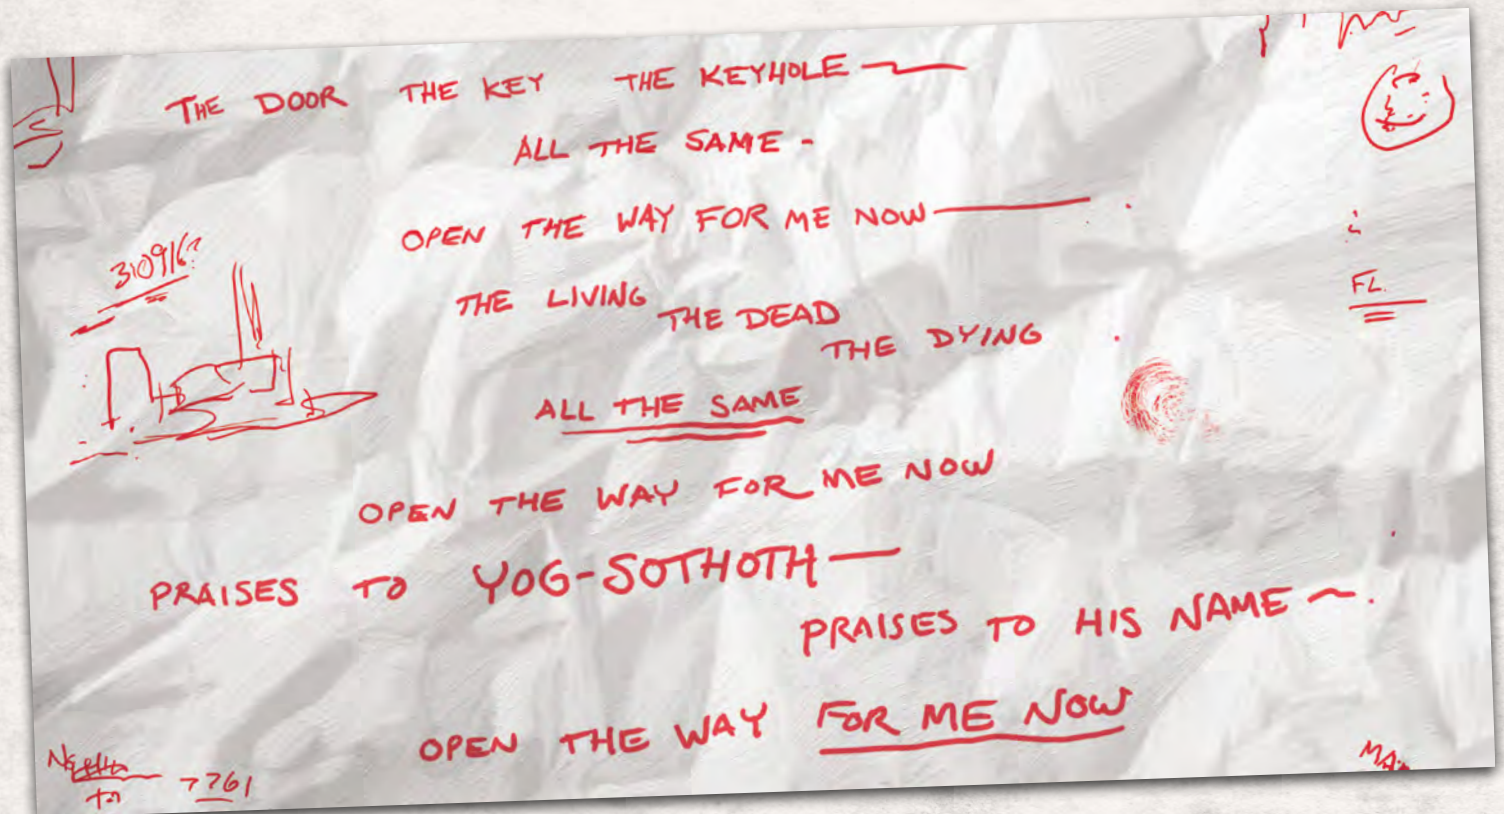 THE DOOR THE KEY THE KEYHOLE —
ALL THE SAME -
OPEN THE WAY FOR ME NOW —
310916?
THE LIVING
THE DEAD
THE DYING
FL.
ALL THE SAME
OPEN THE WAY FOR ME NOW
PRAISES TO YOG-SOTHOTH —
PRAISES TO HIS NAME ~.
OPEN THE WAY FOR ME NOW
7761